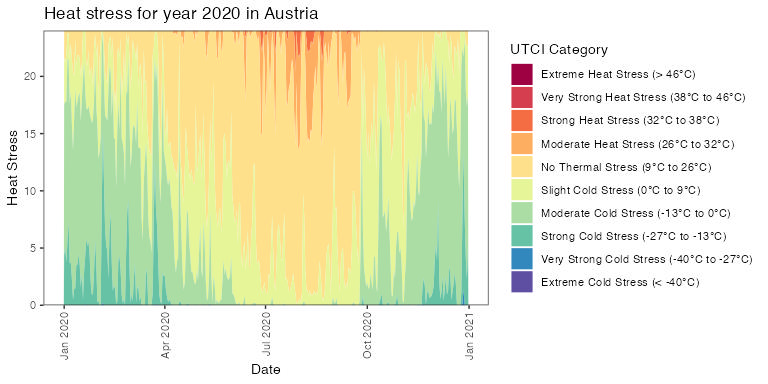 Heat stress for year 2020 in Austria
Heat Stress
20
15
10
5
0
Jan 2020
Apr 2020
Jul 2020
Oct 2020
Jan 2021
Date
UTCI Category
Extreme Heat Stress (> 46°C)
Very Strong Heat Stress (38°C to 46°C)
Strong Heat Stress (32°C to 38°C)
Moderate Heat Stress (26°C to 32°C)
No Thermal Stress (9°C to 26°C)
Slight Cold Stress (0°C to 9°C)
Moderate Cold Stress (-13°C to 0°C)
Strong Cold Stress (-27°C to -13°C)
Very Strong Cold Stress (-40°C to -27°C)
Extreme Cold Stress (< -40°C)